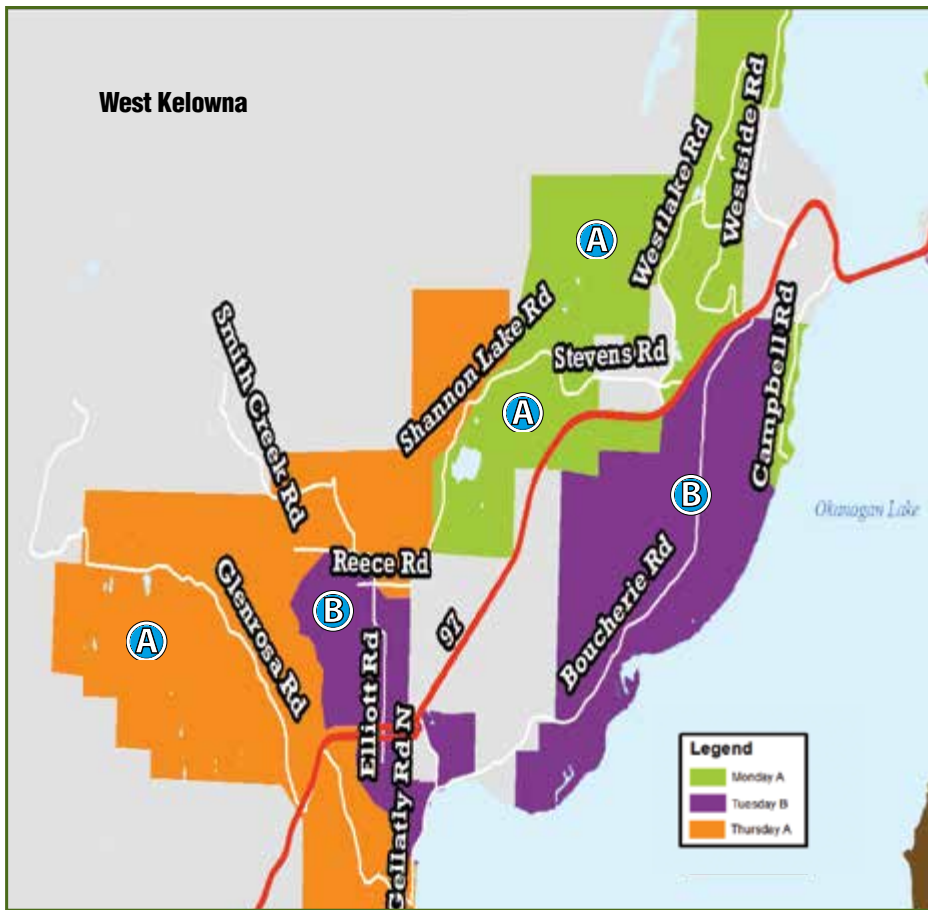 West Kelowna
Westlake Rd
Westside Rd
A
Smith Creek Rd
Shannon Lake Rd
Stevens Rd
Campbell Rd
A
B
Okanagan Lake
Reece Rd
Glenrosa Rd
B
97
Boucherie Rd
A
Elliott Rd
Gellatly Rd N
Legend
Monday A
Tuesday B
Thursday A